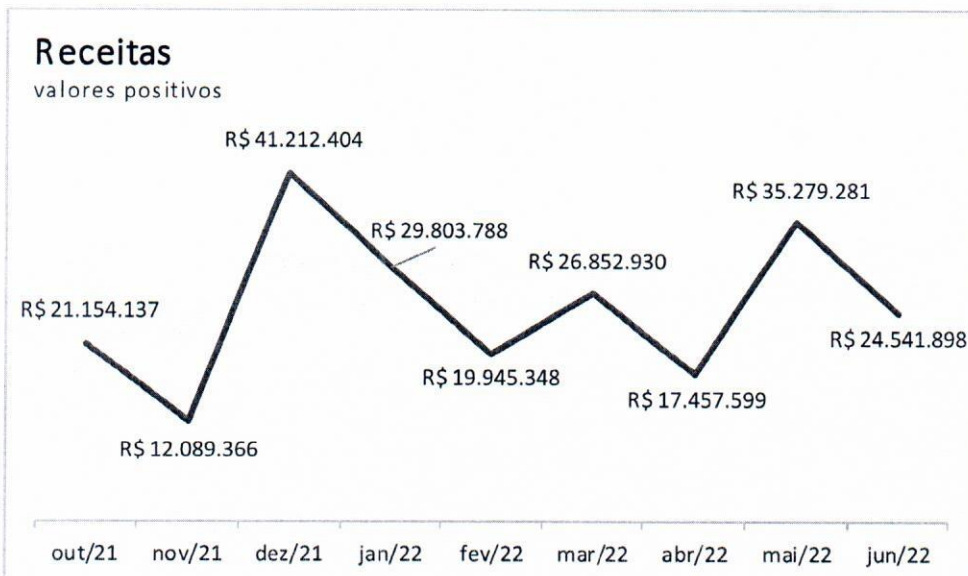 Receitas
valores positivos
R$ 41.212.404
R$ 35.279.281
R$ 29.803.788
R$ 26.852.930
R$ 21.154.137
R$ 24.541.898
R$ 19.945.348
R$ 17.457.599
R$ 12.089.366
out/21 nov/21 dez/21 jan/22 fev/22 mar/22 abr/22 mai/22 jun/22